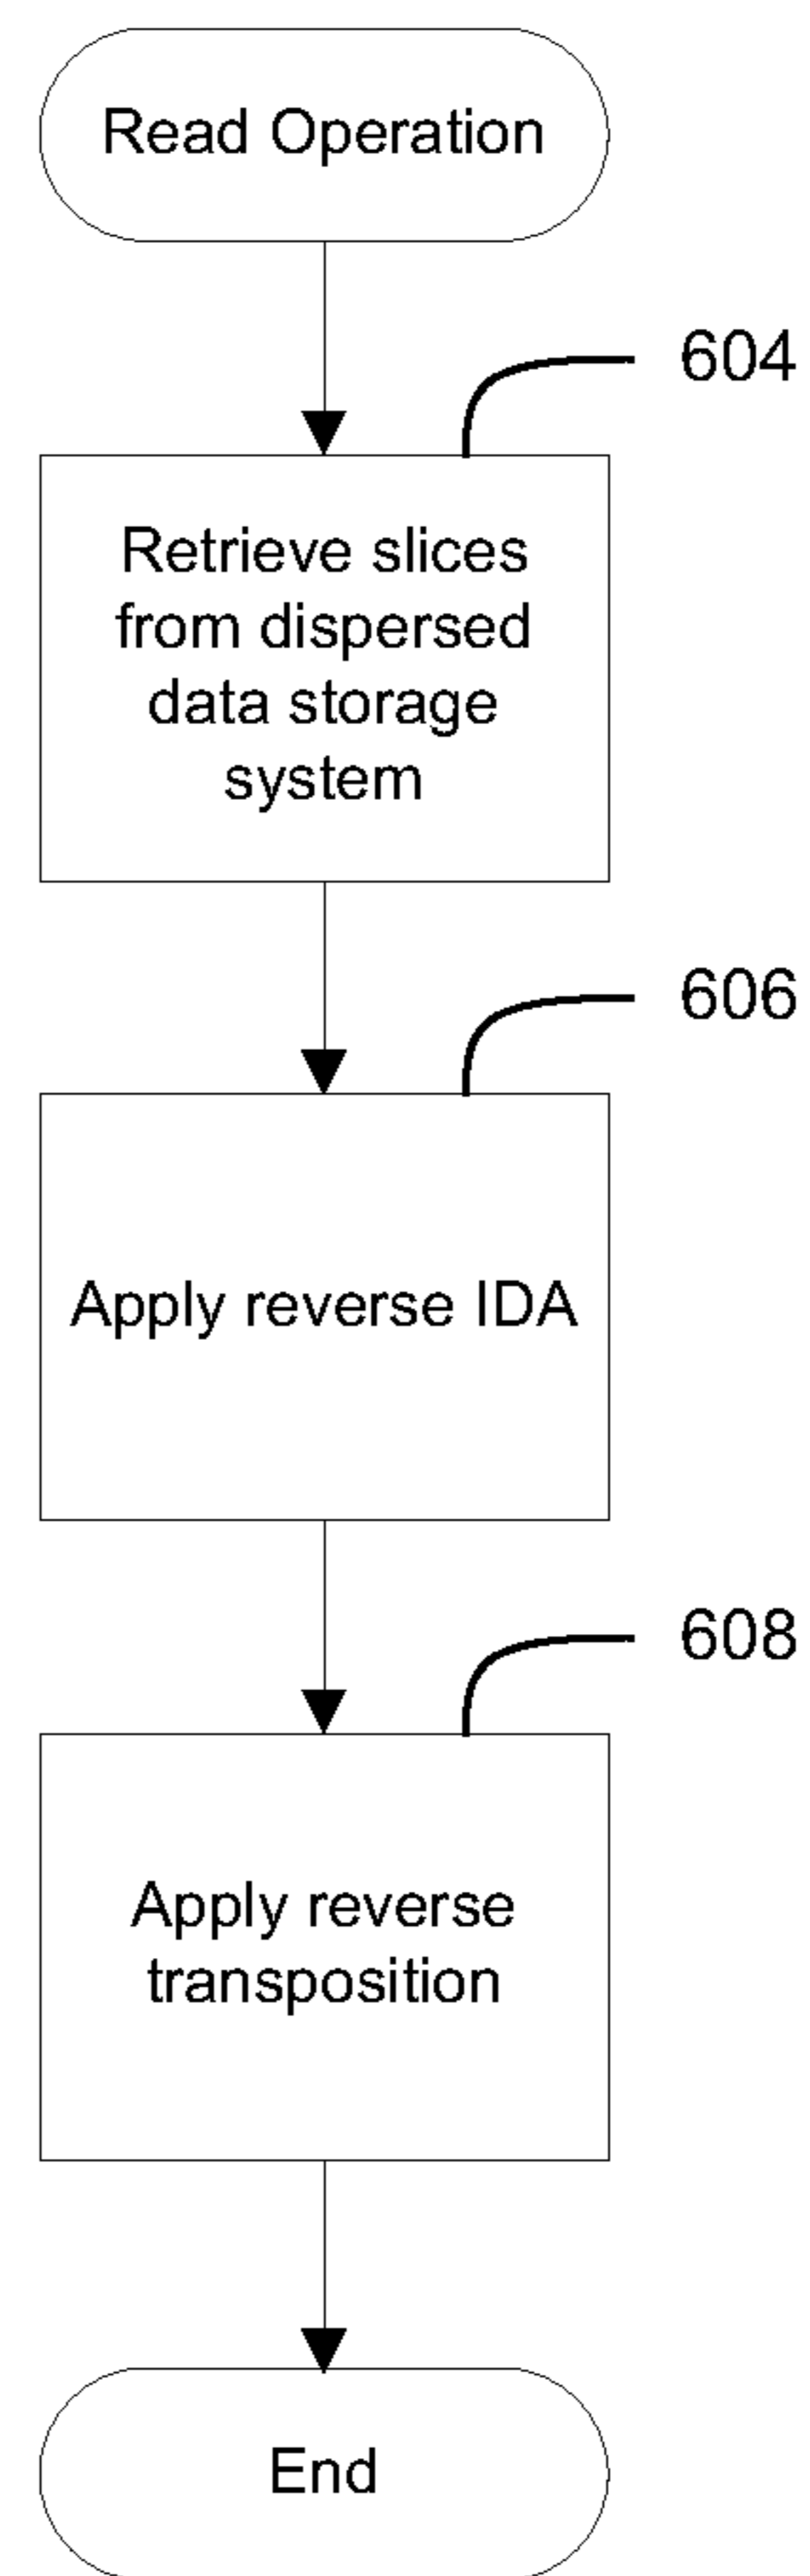 Read Operation
604
Retrieve slices
from dispersed
data storage
system
606
Apply reverse IDA
608
Apply reverse
transposition
End